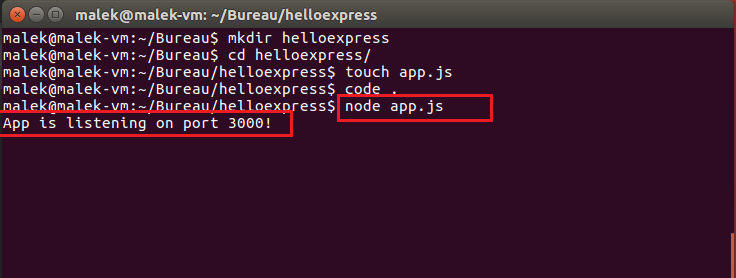 malek@malek-vm: ~/Bureau/helloexpress
malek@malek-vm:~/Bureau$ mkdir helloexpress
malek@malek-vm:~/Bureau$ cd helloexpress/
malek@malek-vm:~/Bureau/helloexpress$ touch app.js
malek@malek-vm:~/Bureau/helloexpress$ code .
malek@malek-vm:~/Bureau/helloexpress$ node app.js
App is listening on port 3000!